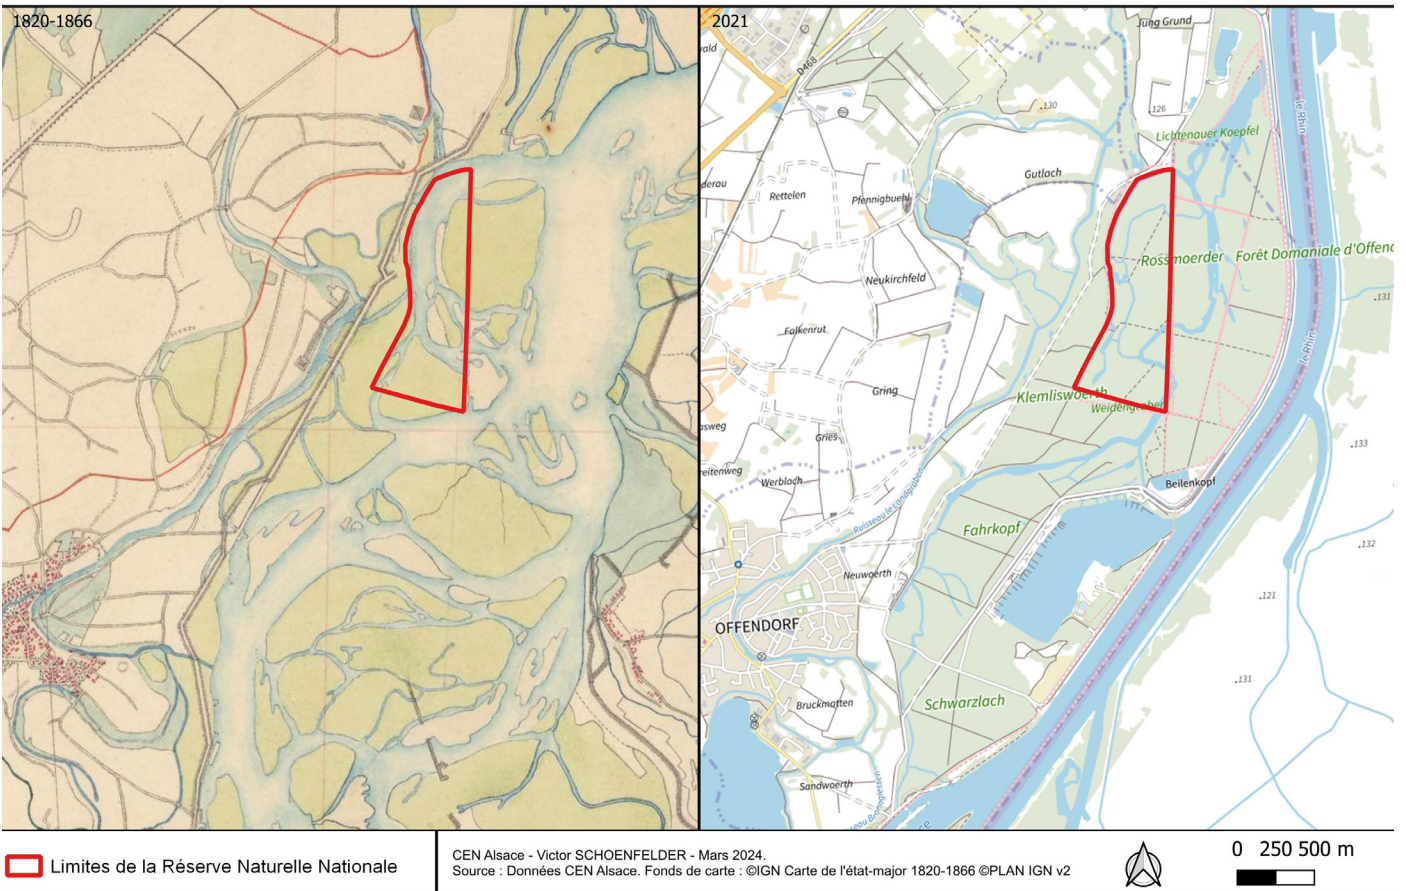 1820-1866
2021
Jung Grund
D468
.130
.126
le Rhin
Lichtenauer Koepfel
Gutlach
Rettelen
Pfennigbuehl
Rossmoerder
Forêt Domaniale d'Offend
Neukirchfeld
.131
Falkenrut
le Rhin
Gring
Klemliswoerth
Weidengraben
Gries
.133
Werblach
Beilenkopf
Ruisseau le Landgraben
Fahrkopf
.132
Neuwoerth
.121
OFFENDORF
.131
Bruckmatten
Schwarzlach
Sandwoerth
Limites de la Réserve Naturelle Nationale
CEN Alsace - Victor SCHOENFELDER - Mars 2024.
Source : Données CEN Alsace. Fonds de carte : ©IGN Carte de l'état-major 1820-1866 ©PLAN IGN v2
0 250 500 m